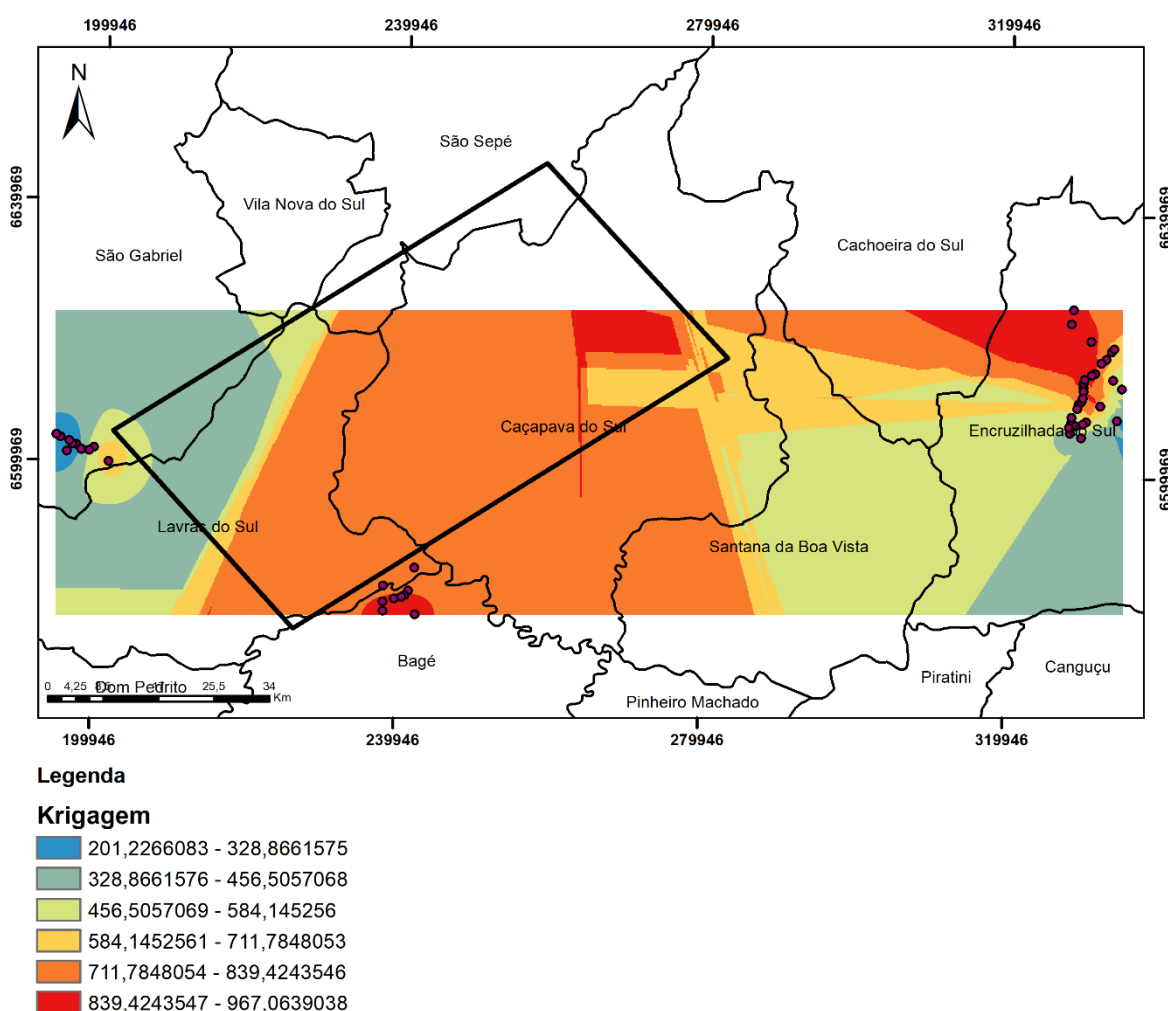 199946 239946 279946 319946
N
São Sepé
6639969 6639969
Vila Nova do Sul
Cachoeira do Sul
São Gabriel
Caçapava do Sul
Encruzilhada do Sul
6599969 6599969
Lavras do Sul
Santana da Boa Vista
Bagé
Piratini
Canguçu
Dom Pedrito
0 4,25 8,5 17 25,5 34
Km
Pinheiro Machado
199946 239946 279946 319946
Legenda
Krigagem
201,2266083 - 328,8661575
328,8661576 - 456,5057068
456,5057069 - 584,145256
584,1452561 - 711,7848053
711,7848054 - 839,4243546
839,4243547 - 967,0639038